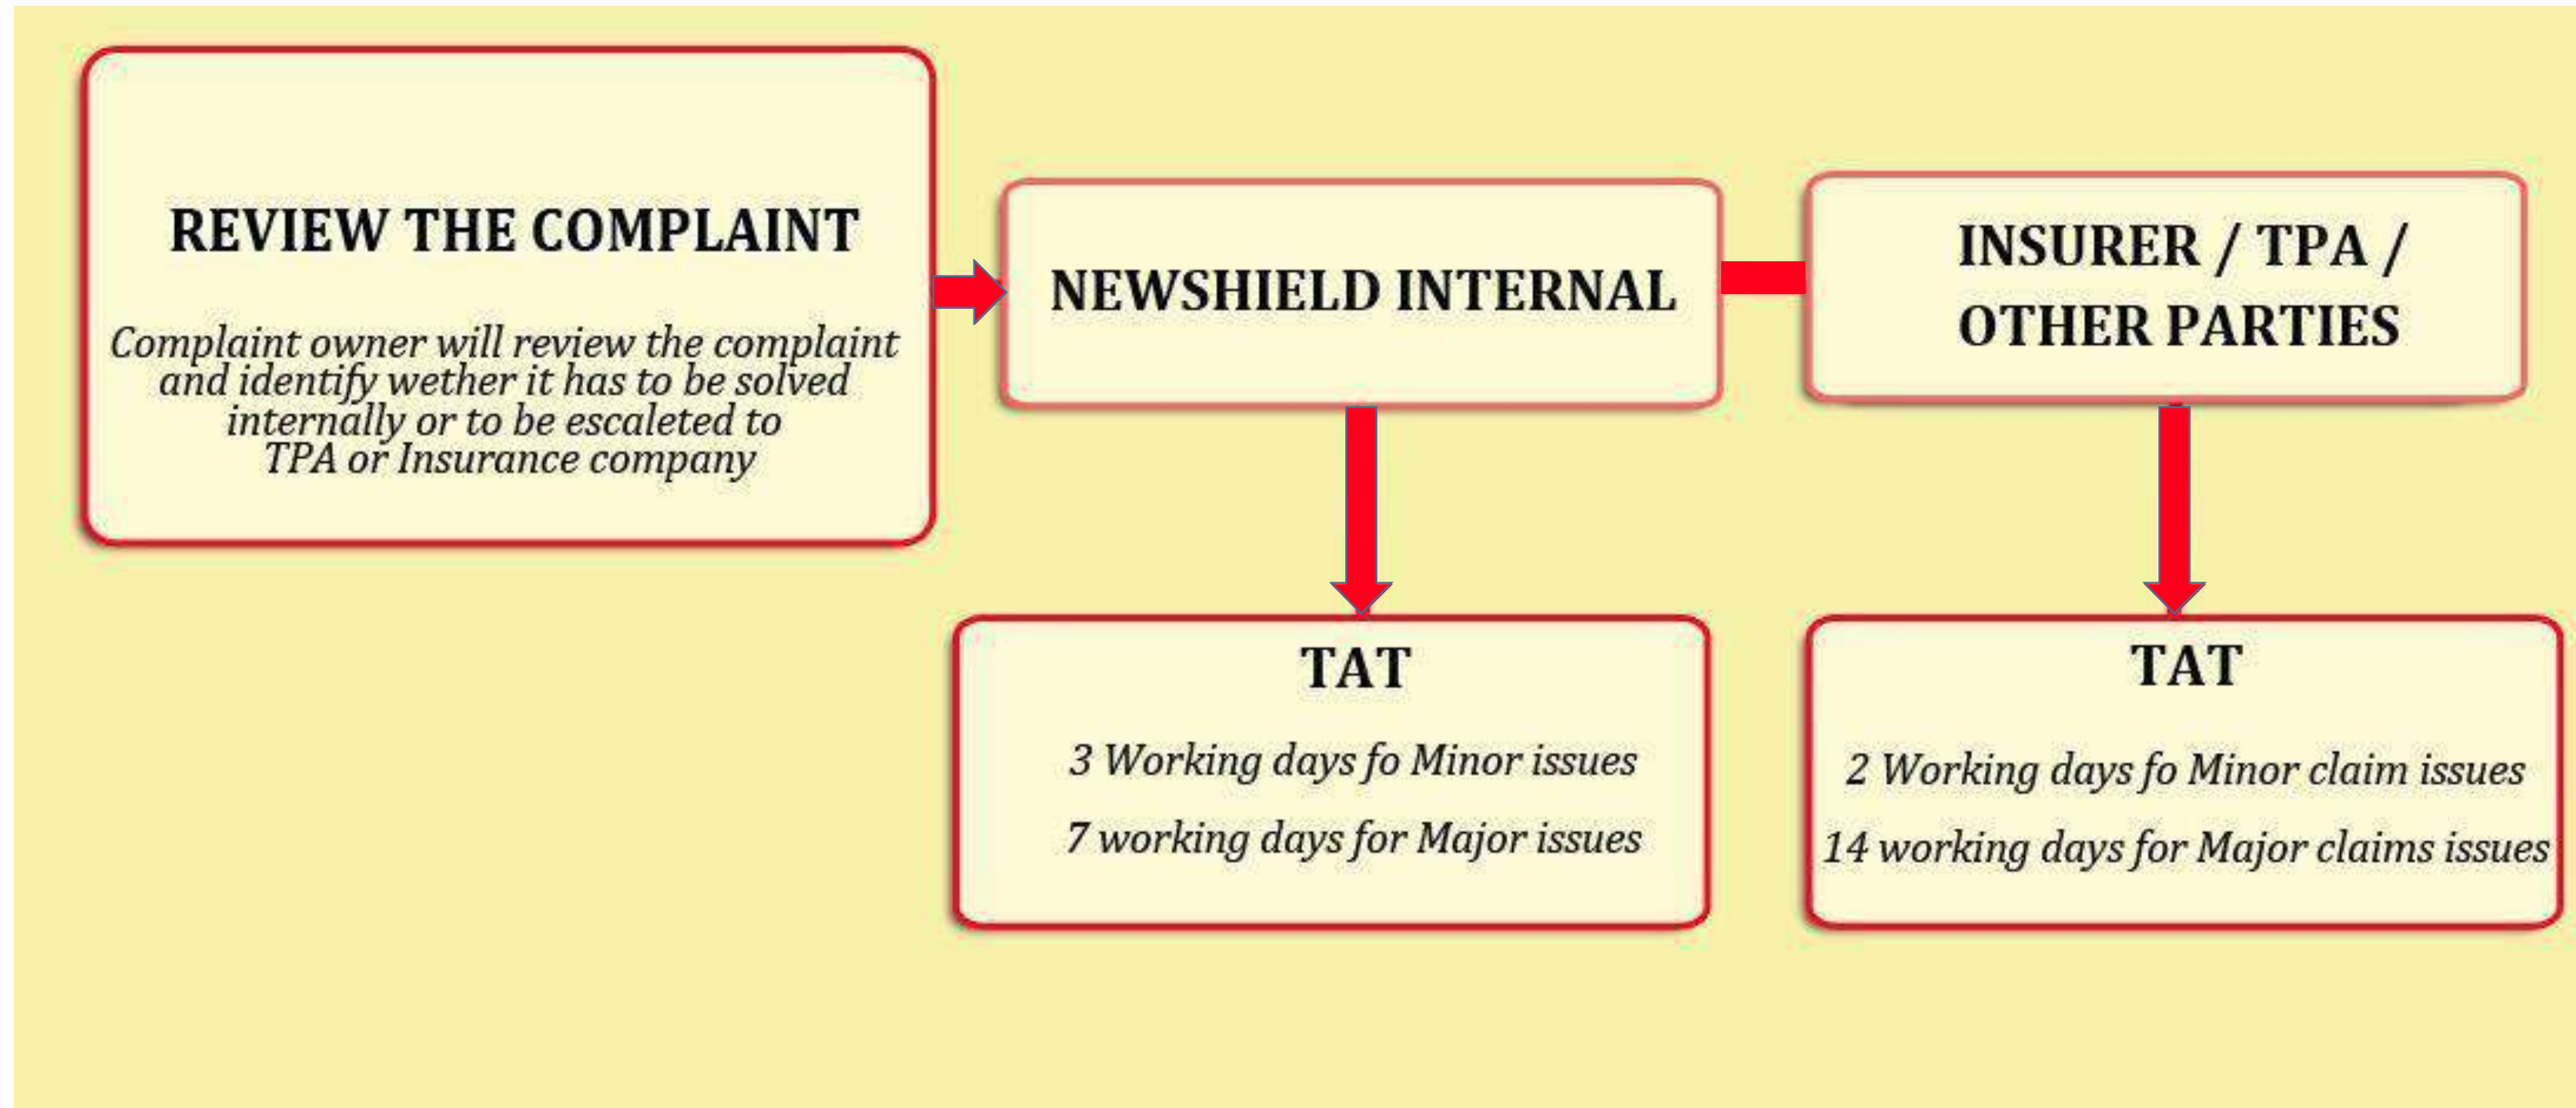 REVIEW THE COMPLAINT
Complaint owner will review the complaint
and identify wether it has to be solved
internally or to be escaleted to
TPA or Insurance company
NEWSHIELD INTERNAL
INSURER / TPA /
OTHER PARTIES
TAT
3 Working days fo Minor issues
7 working days for Major issues
TAT
2 Working days fo Minor claim issues
14 working days for Major claims issues